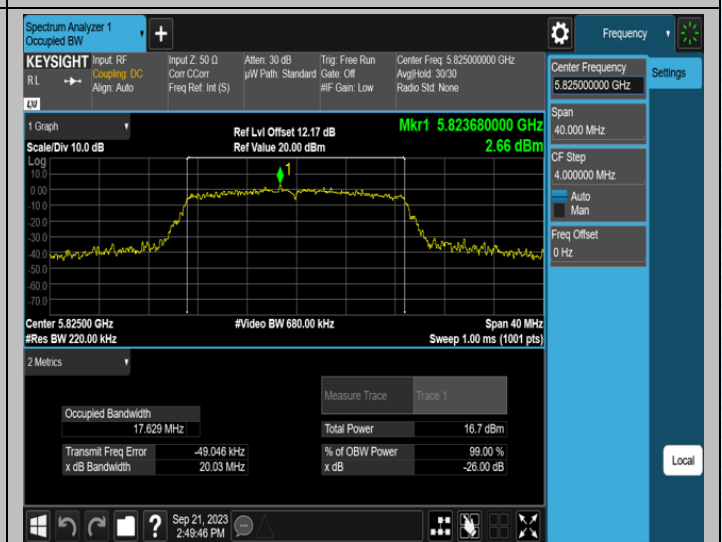 Spectrum Analyzer 1
Occupied BW
+
Frequency
KEYSIGHT
RL
LXI
Input: RF
Coupling: DC
Align: Auto
Input Z: 50 Ω
Corr CCorr
Freq Ref: Int (S)
Atten: 30 dB
µW Path: Standard
Trig: Free Run
Gate: Off
#IF Gain: Low
Center Freq: 5.825000000 GHz
Avg|Hold: 30/30
Radio Std: None
Center Frequency
5.825000000 GHz
Settings
Span
40.000 MHz
CF Step
4.000000 MHz
Auto
Man
Freq Offset
0 Hz
1 Graph
Scale/Div 10.0 dB
Ref Lvl Offset 12.17 dB
Ref Value 20.00 dBm
Mkr1 5.823680000 GHz
2.66 dBm
Log
10.0
0.00
-10.0
-20.0
-30.0
-40.0
-50.0
-60.0
-70.0
1
Center 5.82500 GHz
#Res BW 220.00 kHz
#Video BW 680.00 kHz
Span 40 MHz
Sweep 1.00 ms (1001 pts)
2 Metrics
Measure Trace
Trace 1
Occupied Bandwidth
17.629 MHz
Total Power 16.7 dBm
Transmit Freq Error -49.046 kHz
% of OBW Power 99.00 %
x dB Bandwidth 20.03 MHz
x dB -26.00 dB
Local
?
Sep 21, 2023
2:49:46 PM